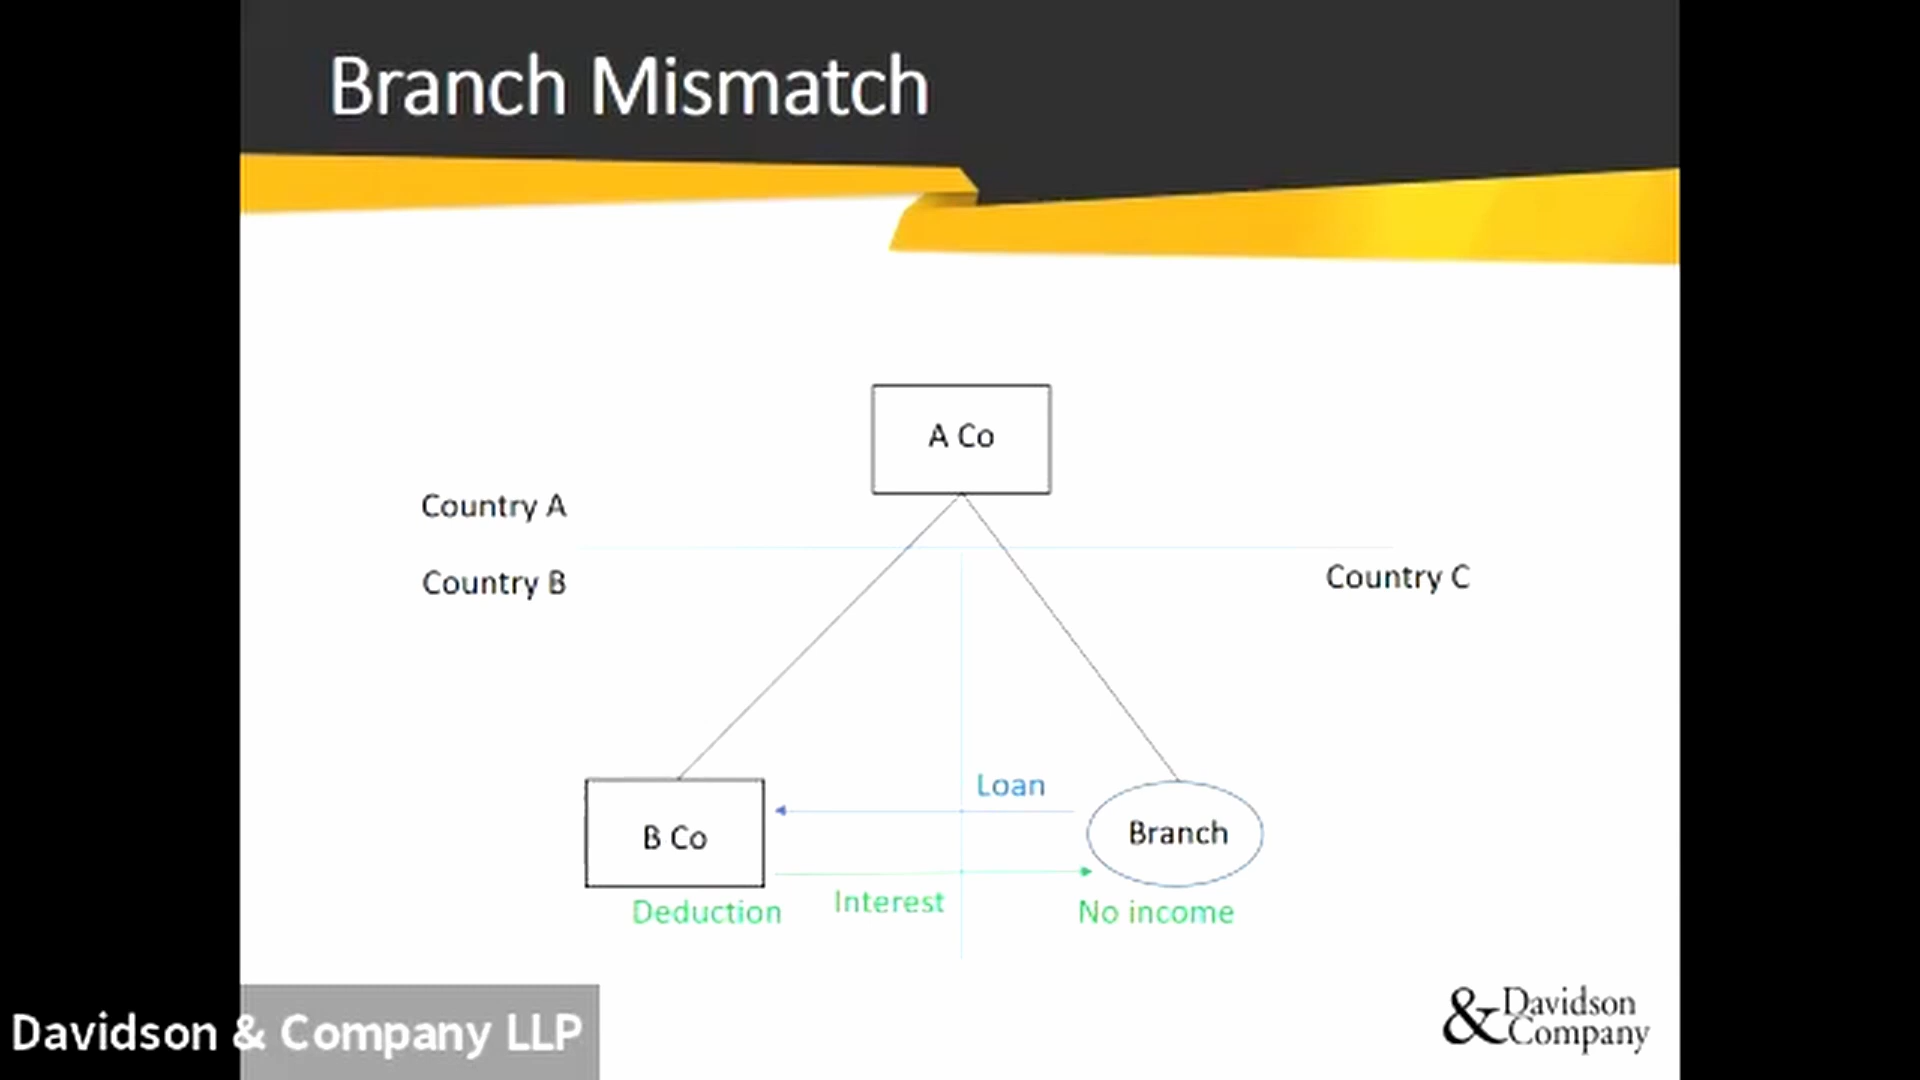 Branch Mismatch
A Co
Country A
Country B
Country C
Loan
B Co
Branch
Interest
Deduction
No income
& Davidson
Company
Davidson & Company LLP